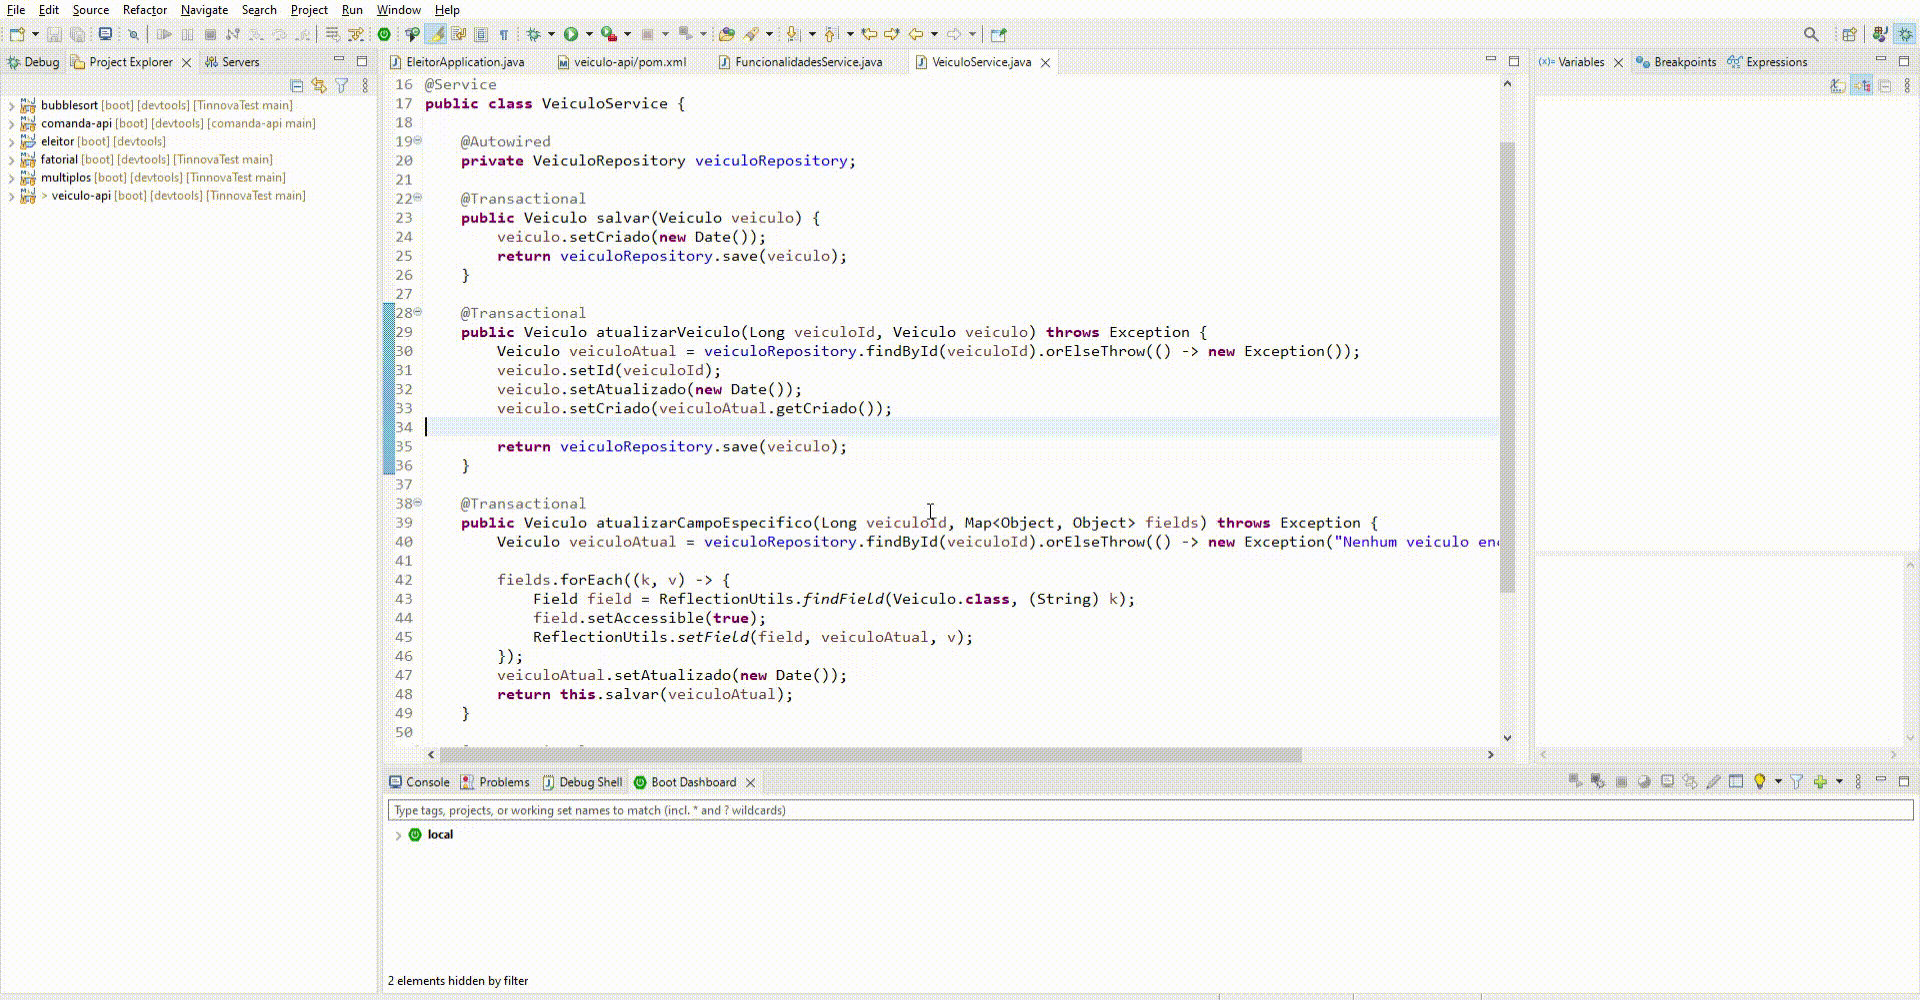 File Edit Source Refactor Navigate Search Project Run Window Help
Debug Project Explorer Servers
bubblesort [boot] [devtools] [TinnovaTest main]
comanda-api [boot] [devtools] [comanda-api main]
eleitor [boot] [devtools]
fatorial [boot] [devtools] [TinnovaTest main]
multiplos [boot] [devtools] [TinnovaTest main]
> veiculo-api [boot] [devtools] [TinnovaTest main]
EleitorApplication.java veiculo-api/pom.xml FuncionalidadesService.java VeiculoService.java
16 @Service
17 public class VeiculoService {
18
19 @Autowired
20 private VeiculoRepository veiculoRepository;
21
22 @Transactional
23 public Veiculo salvar(Veiculo veiculo) {
24 veiculo.setCriado(new Date());
25 return veiculoRepository.save(veiculo);
26 }
27
28 @Transactional
29 public Veiculo atualizarVeiculo(Long veiculoId, Veiculo veiculo) throws Exception {
30 Veiculo veiculoAtual = veiculoRepository.findById(veiculoId).orElseThrow(() -> new Exception());
31 veiculo.setId(veiculoId);
32 veiculo.setAtualizado(new Date());
33 veiculo.setCriado(veiculoAtual.getCriado());
34
35 return veiculoRepository.save(veiculo);
36 }
37
38 @Transactional
39 public Veiculo atualizarCampoEspecifico(Long veiculoId, Map<Object, Object> fields) throws Exception {
40 Veiculo veiculoAtual = veiculoRepository.findById(veiculoId).orElseThrow(() -> new Exception("Nenhum veiculo en
41
42 fields.forEach((k, v) -> {
43 Field field = ReflectionUtils.findField(Veiculo.class, (String) k);
44 field.setAccessible(true);
45 ReflectionUtils.setField(field, veiculoAtual, v);
46 });
47 veiculoAtual.setAtualizado(new Date());
48 return this.salvar(veiculoAtual);
49 }
50
(x)= Variables Breakpoints Expressions
Console Problems Debug Shell Boot Dashboard
Type tags, projects, or working set names to match (incl. * and ? wildcards)
local
2 elements hidden by filter